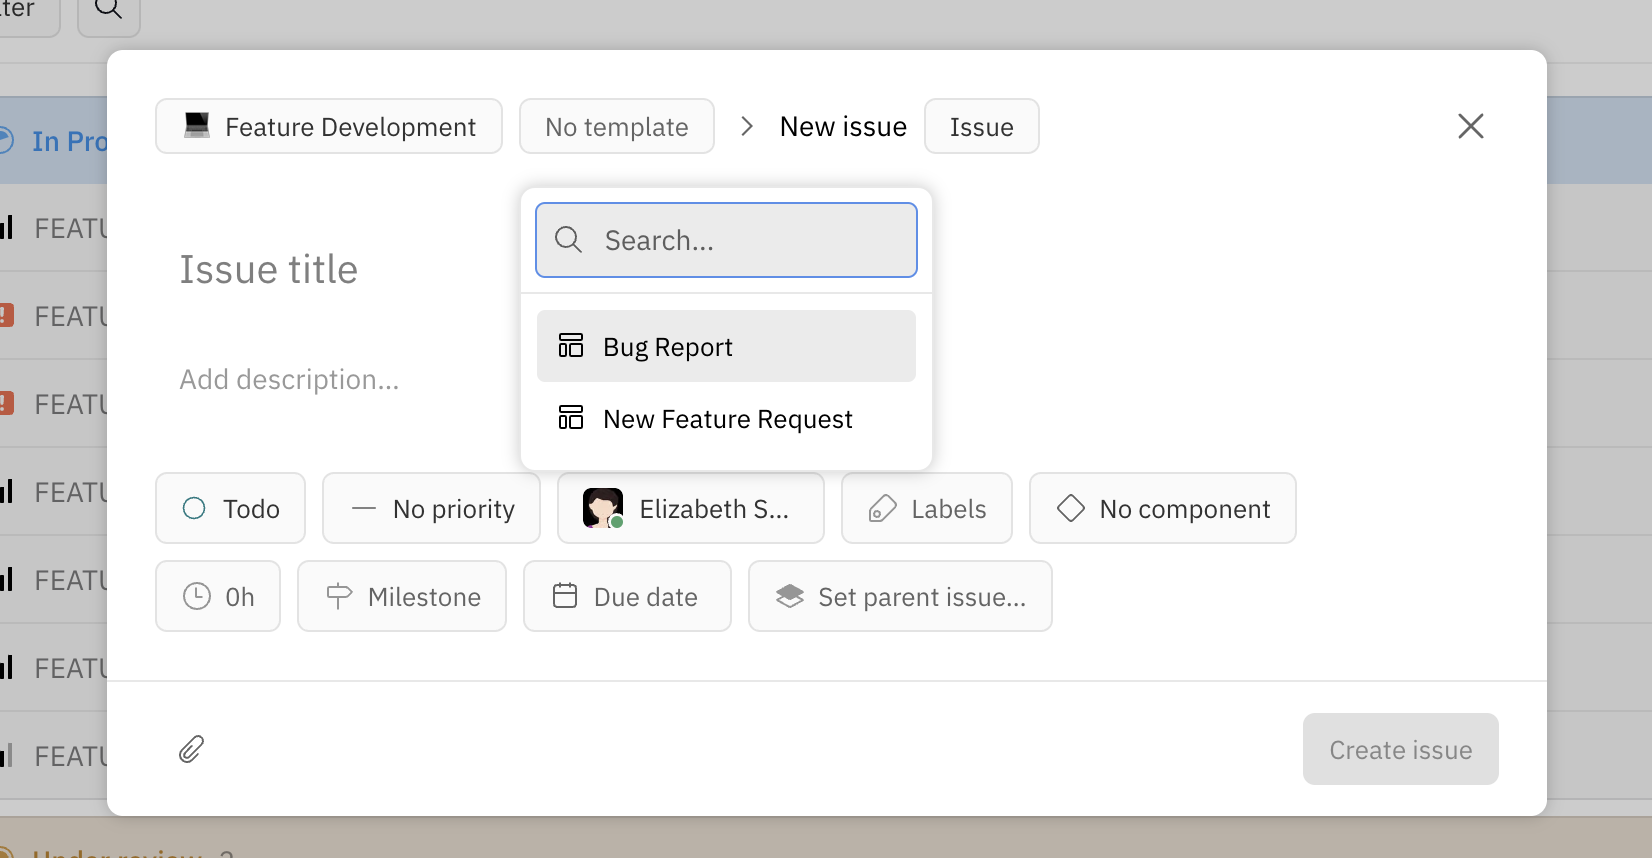 ter
Feature Development
No template
New issue
Issue
In Pro
Search...
FEATU
Issue title
FEATU
Bug Report
Add description...
FEATU
New Feature Request
FEATU
Todo
No priority
Elizabeth S...
Labels
No component
FEATU
0h
Milestone
Due date
Set parent issue...
FEATU
FEATU
Create issue
Under review